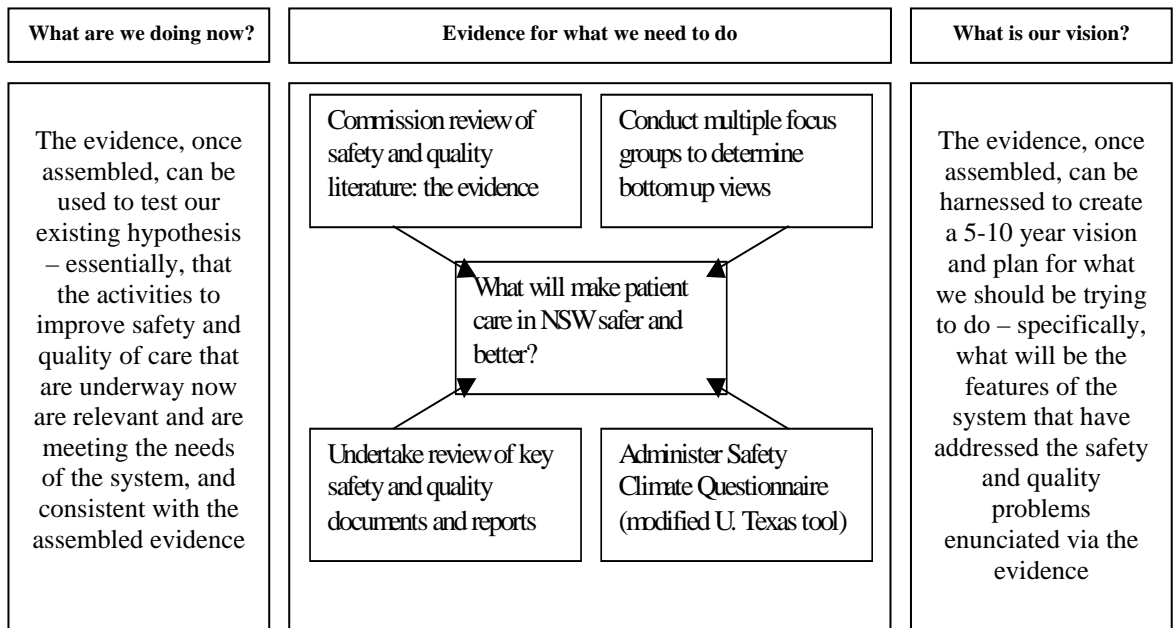 What are we doing now?
Evidence for what we need to do
What is our vision?
The evidence, once
assembled, can be
used to test our
existing hypothesis
– essentially, that
the activities to
improve safety and
quality of care that
are underway now
are relevant and are
meeting the needs
of the system, and
consistent with the
assembled evidence
Commission review of
safety and quality
literature: the evidence
Conduct multiple focus
groups to determine
bottom up views
What will make patient
care in NSW safer and
better?
Undertake review of key
safety and quality
documents and reports
Administer Safety
Climate Questionnaire
(modified U. Texas tool)
The evidence, once
assembled, can be
harnessed to create
a 5-10 year vision
and plan for what
we should be trying
to do – specifically,
what will be the
features of the
system that have
addressed the safety
and quality
problems
enunciated via the
evidence